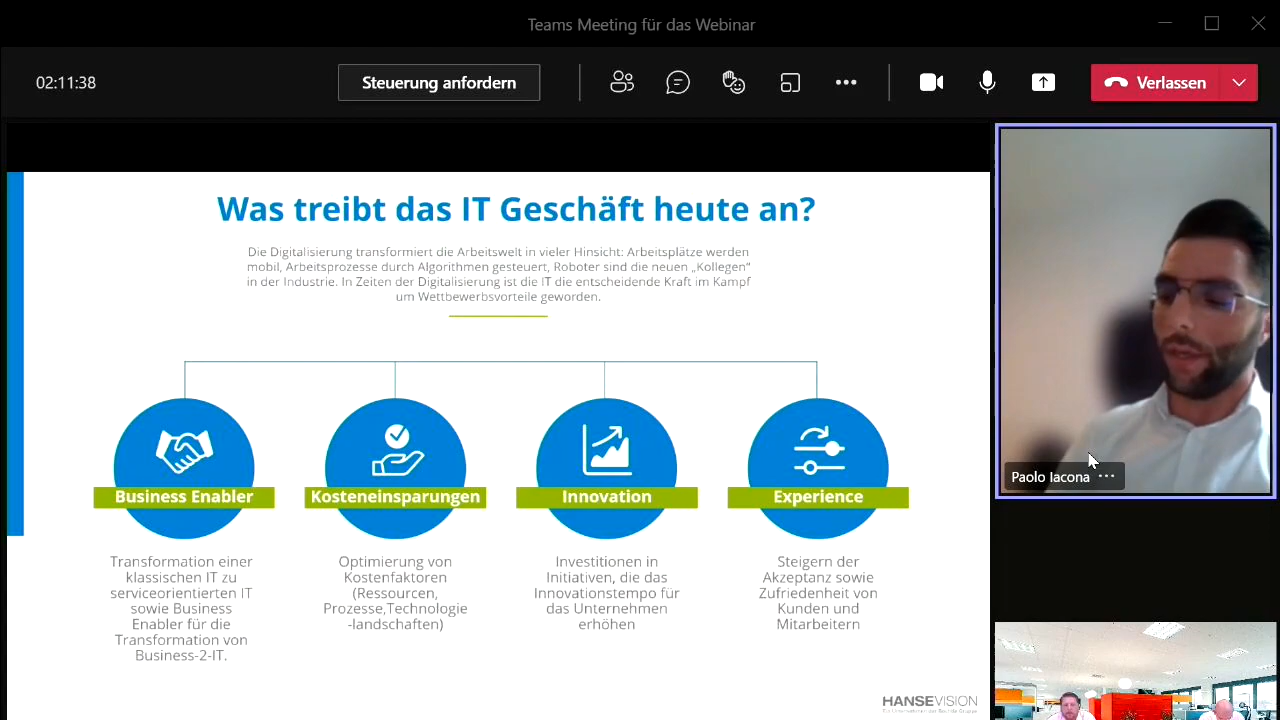 Teams Meeting für das Webinar
02:11:38
Steuerung anfordern
Verlassen
Was treibt das IT Geschäft heute an?
Die Digitalisierung transformiert die Arbeitswelt in vieler Hinsicht: Arbeitsplätze werden
mobil, Arbeitsprozesse durch Algorithmen gesteuert, Roboter sind die neuen „Kollegen“
in der Industrie. In Zeiten der Digitalisierung ist die IT die entscheidende Kraft im Kampf
um Wettbewerbsvorteile geworden.
Business Enabler
Transformation einer
klassischen IT zu
serviceorientierten IT
sowie Business
Enabler für die
Transformation von
Business-2-IT.
Kosteneinsparungen
Optimierung von
Kostenfaktoren
(Ressourcen,
Prozesse,Technologie
-landschaften)
Innovation
Investitionen in
Initiativen, die das
Innovationstempo für
das Unternehmen
erhöhen
Experience
Steigern der
Akzeptanz sowie
Zufriedenheit von
Kunden und
Mitarbeitern
Paolo Iacona
HANSEVISION